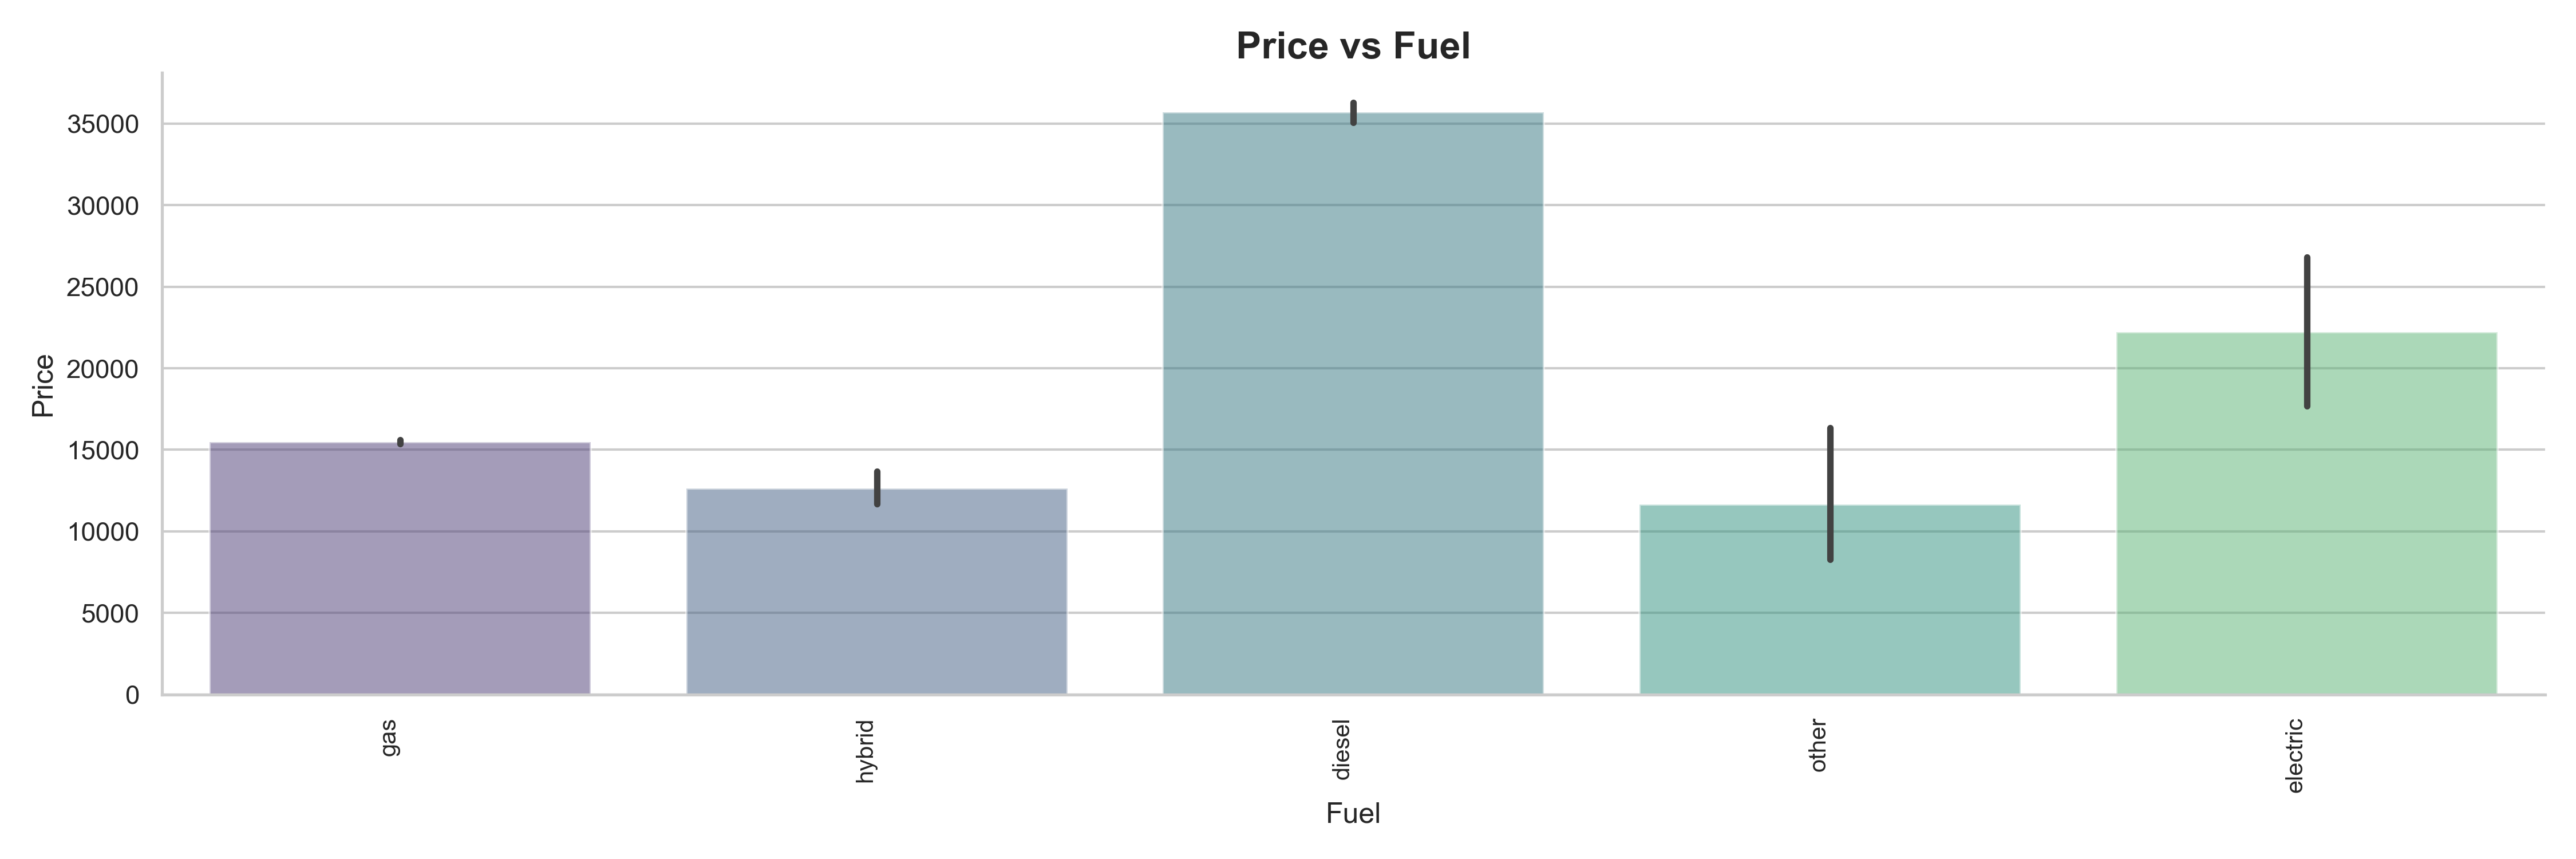 Price vs Fuel
Price
35000
30000
25000
20000
15000
10000
5000
0
gas
hybrid
diesel
other
electric
Fuel